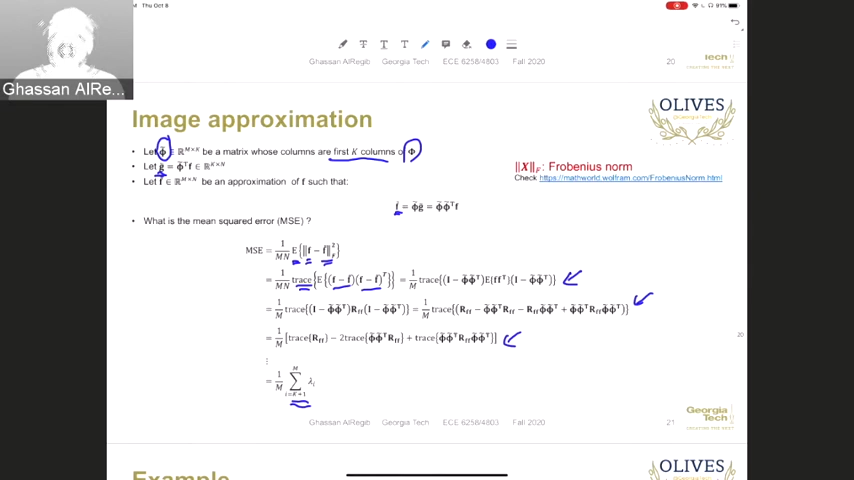 Thu Oct 8
91%
T T T
Ghassan AlRegib Georgia Tech ECE 6258/4803 Fall 2020 20
Tech
Ghassan AlRe...
Image approximation
OLIVES
@GeorgiaTech
• Let Φ̃ ∈ ℝ^{M×K} be a matrix whose columns are first K columns of Φ
• Let g̃ = Φ̃ᵀf ∈ ℝ^{K×N}
• Let f̃ ∈ ℝ^{M×N} be an approximation of f such that:
‖X‖_F: Frobenius norm
Check https://mathworld.wolfram.com/FrobeniusNorm.html
f̃ = Φ̃g̃ = Φ̃Φ̃ᵀf
• What is the mean squared error (MSE) ?
MSE = 1/MN E{‖f − f̃‖²_F}
= 1/MN trace{E{(f − f̃)(f − f̃)ᵀ}} = 1/MN trace{(I − Φ̃Φ̃ᵀ)E{ffᵀ}(I − Φ̃Φ̃ᵀ)}
= 1/M trace{(I − Φ̃Φ̃ᵀ)R_ff(I − Φ̃Φ̃ᵀ)} = 1/M trace{(R_ff − Φ̃Φ̃ᵀR_ff − R_ffΦ̃Φ̃ᵀ + Φ̃Φ̃ᵀR_ffΦ̃Φ̃ᵀ)}
20
= 1/M [trace{R_ff} − 2trace{Φ̃Φ̃ᵀR_ff} + trace{Φ̃Φ̃ᵀR_ffΦ̃Φ̃ᵀ}]
⋮
= 1/M ∑_{i=K+1}^{M} λ_i
Georgia
Tech
Ghassan AlRegib Georgia Tech ECE 6258/4803 Fall 2020 21
Example
OLIVES
@GeorgiaTech